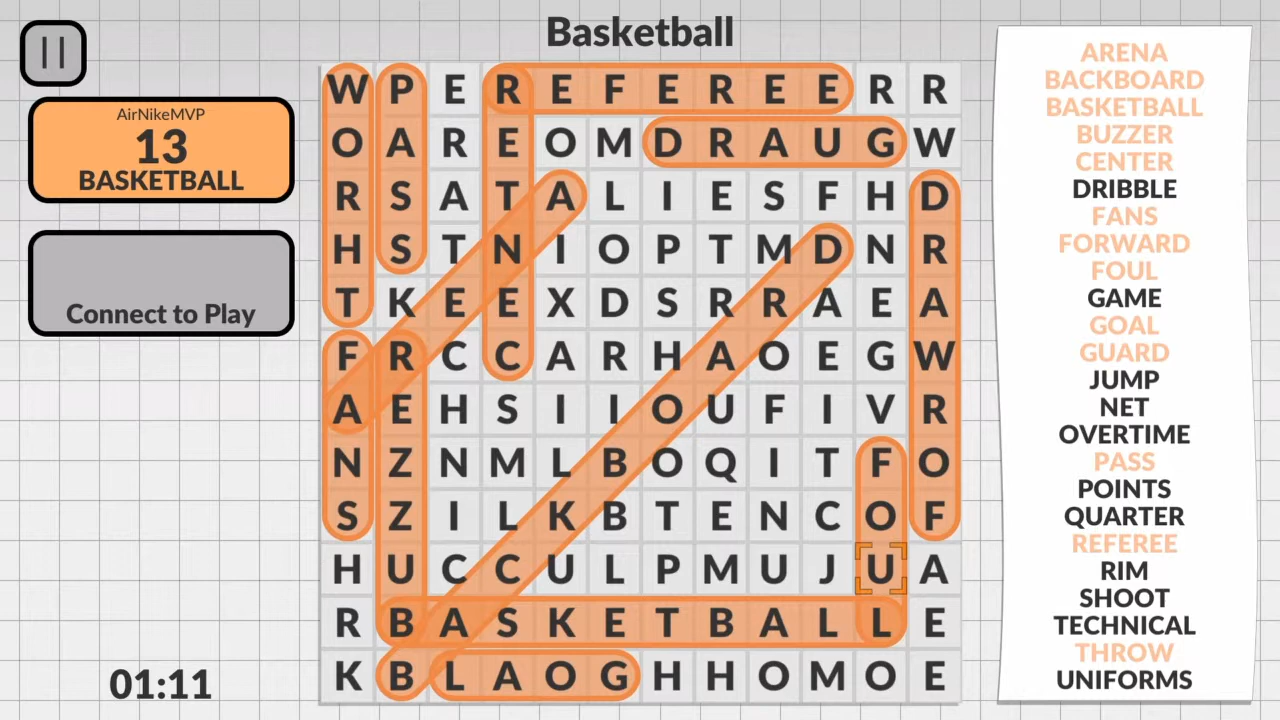 Basketball
AirNikeMVP
13
BASKETBALL
Connect to Play
01:11
W P E R E F E R E E R R
O A R E O M D R A U G W
R S A T A L I E S F H D
H S T N I O P T M D N R
T K E E X D S R R A E A
F R C C A R H A O E G W
A E H S I I O U F I V R
N Z N M L B O Q I T F O
S Z I L K B T E N C O F
H U C C U L P M U J U A
R B A S K E T B A L L E
K B L A O G H H O M O E
ARENA
BACKBOARD
BASKETBALL
BUZZER
CENTER
DRIBBLE
FANS
FORWARD
FOUL
GAME
GOAL
GUARD
JUMP
NET
OVERTIME
PASS
POINTS
QUARTER
REFEREE
RIM
SHOOT
TECHNICAL
THROW
UNIFORMS